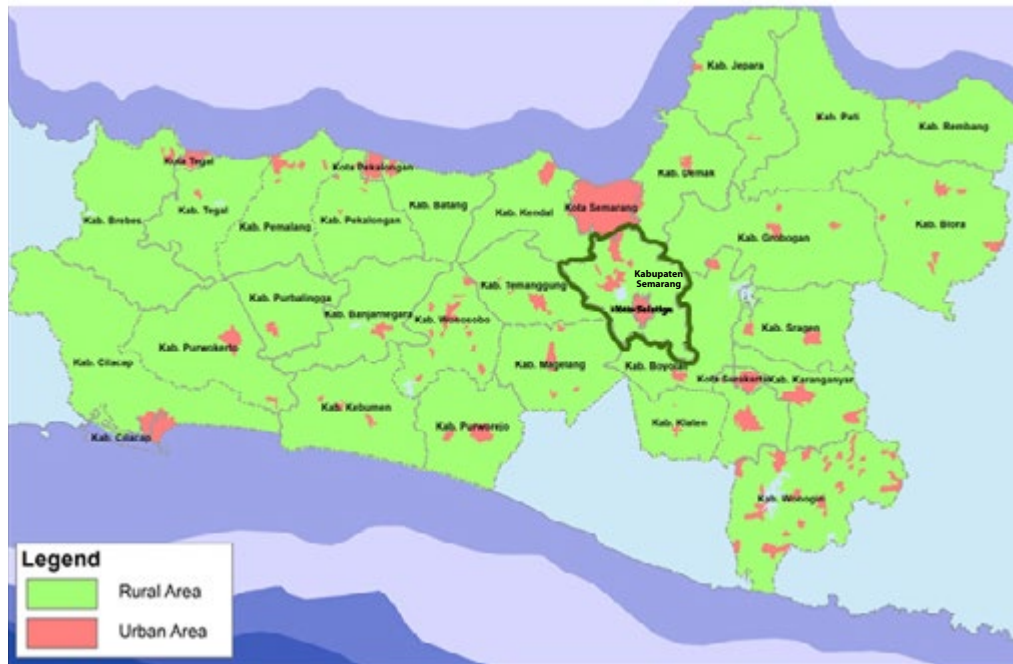 Kab. Jepara
Kab. Pati
Kab. Rembang
Kota Tegal
Kota Pekalongan
Kab. Demak
Kab. Brebes
Kab. Tegal
Kab. Pemalang
Kab. Pekalongan
Kab. Batang
Kab. Kendal
Kota Semarang
Kab. Grobogan
Kab. Blora
Kabupaten
Semarang
Kab. Purbalingga
Kab. Banjarnegara
Kab. Wonosobo
Kab. Temanggung
Kab. Sragen
Kab. Cilacap
Kab. Purwokerto
Kab. Magelang
Kab. Boyolali
Kota Surakarta
Kab. Karanganyar
Kab. Cilacap
Kab. Kebumen
Kab. Purworejo
Kab. Klaten
Kab. Wonogiri
Legend
Rural Area
Urban Area